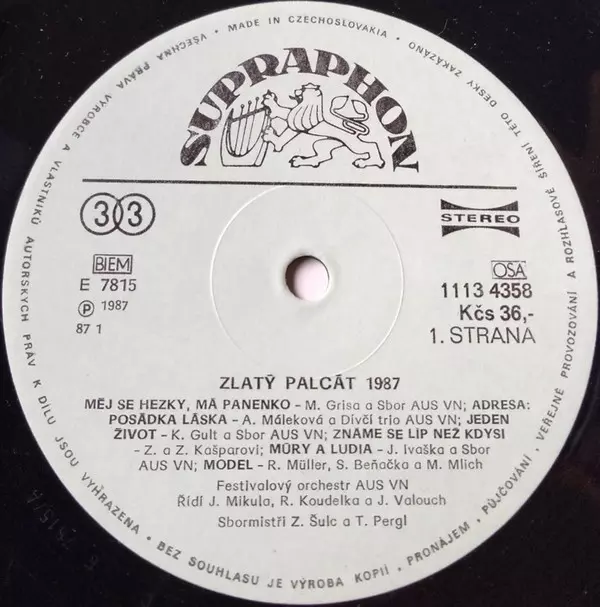 VŠECHNA PRÁVA VÝROBCE A VLASTNÍKŮ AUTORSKÝCH PRÁV K DÍLU JSOU VYHRAZENA • BEZ SOUHLASU JE VÝROBA KOPIÍ, PRONÁJEM, PŮJČOVÁNÍ, VEŘEJNÉ PROVOZOVÁNÍ A ROZHLASOVÉ ŠÍŘENÍ TÉTO DESKY ZAKÁZÁNO • MADE IN CZECHOSLOVAKIA •
SUPRAPHON
33
STEREO
BIEM
OSA
E 7815
1113 4358
Ⓟ 1987
Kčs 36,-
87 1
1. STRANA
ZLATÝ PALCÁT 1987
MĚJ SE HEZKY, MÁ PANENKO - M. Grisa a Sbor AUS VN; ADRESA:
POSÁDKA LÁSKA - A. Máleková a Dívčí trio AUS VN; JEDEN
ŽIVOT - K. Gult a Sbor AUS VN; ZNÁME SE LÍP NEŽ KDYSI
- Z. a Z. Kašparovi; MŮRY A LUDIA - J. Ivaška a Sbor
AUS VN; MODEL - R. Müller, S. Beňačka a M. Mlich
Festivalový orchestr AUS VN
Řídí J. Mikula, R. Koudelka a J. Valouch
Sbormistři Z. Šulc a T. Pergl